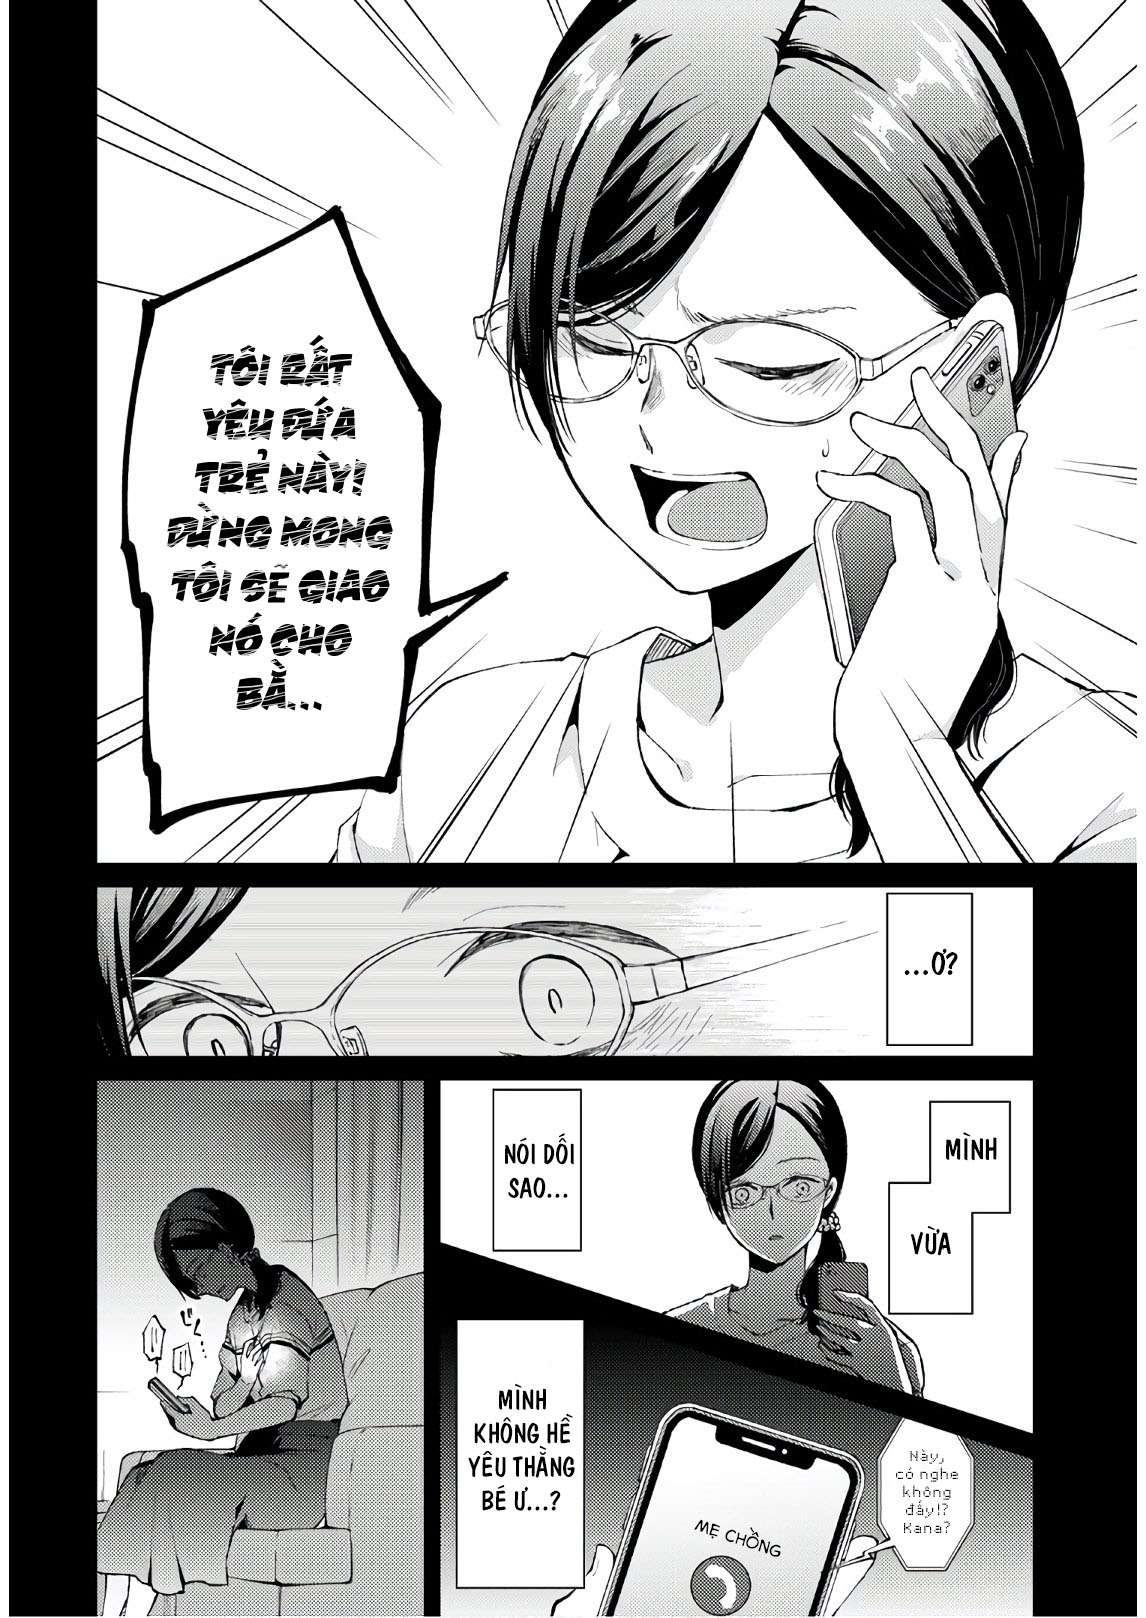 TÔI RẤT
YÊU ĐỨA
TRẺ NÀY!
ĐỪNG MONG
TÔI SẼ GIAO
NÓ CHO
BẰ...
...Ơ?
MÌNH
VỪA
NÓI DỐI
SAO...
MÌNH
KHÔNG HỀ
YÊU THẰNG
BÉ Ư...?
Này,
có nghe
không
đấy!?
Kana?
MẸ CHỒNG